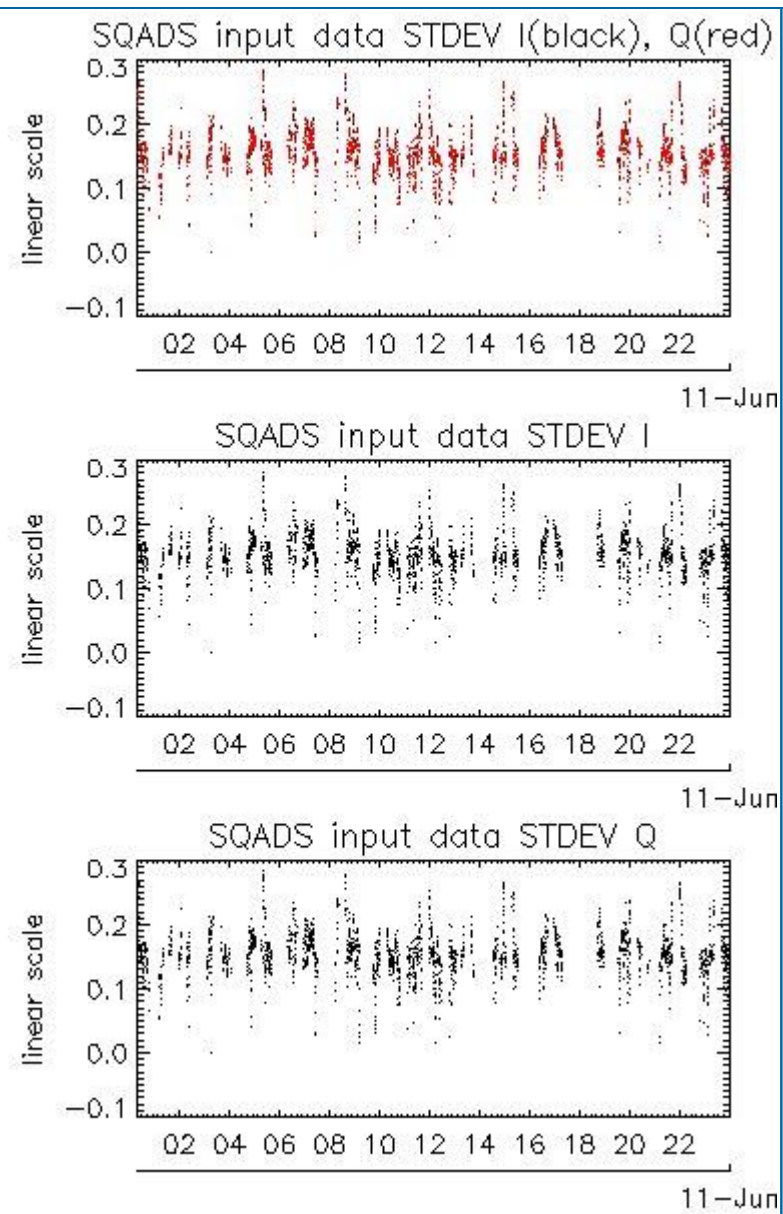 SQADS input data STDEV I(black), Q(red)
0.3
0.2
0.1
0.0
−0.1
linear scale
02 04 06 08 10 12 14 16 18 20 22
11−Jun
SQADS input data STDEV I
0.3
0.2
0.1
0.0
−0.1
linear scale
02 04 06 08 10 12 14 16 18 20 22
11−Jun
SQADS input data STDEV Q
0.3
0.2
0.1
0.0
−0.1
linear scale
02 04 06 08 10 12 14 16 18 20 22
11−Jun